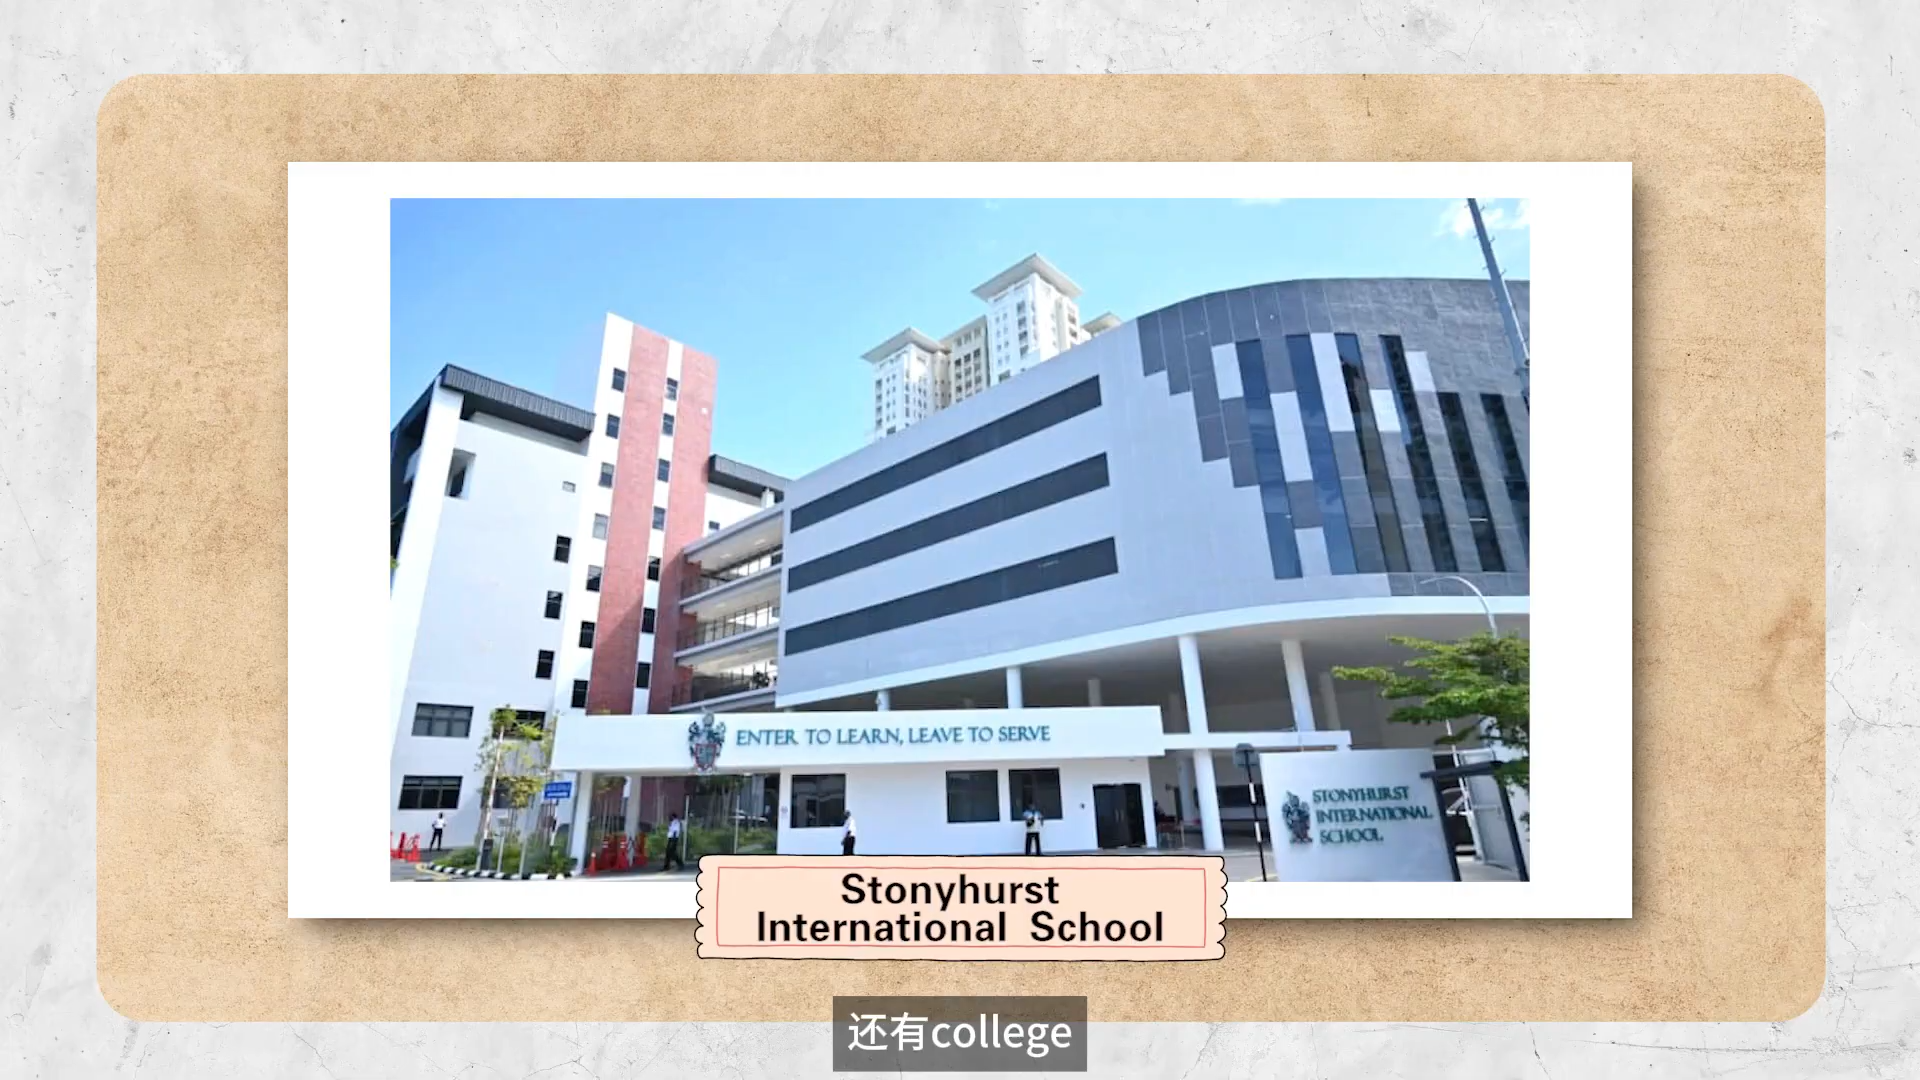 ENTER TO LEARN, LEAVE TO SERVE
STONYHURST
INTERNATIONAL
SCHOOL
Stonyhurst
International School
还有college